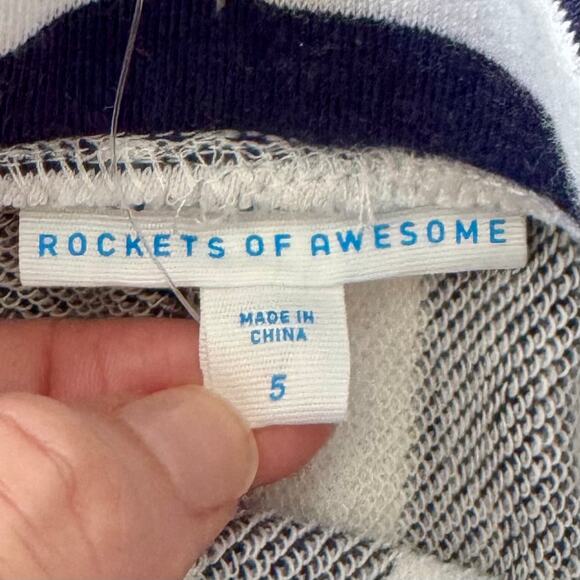 ROCKETS OF AWESOME
MADE IN
CHINA
5